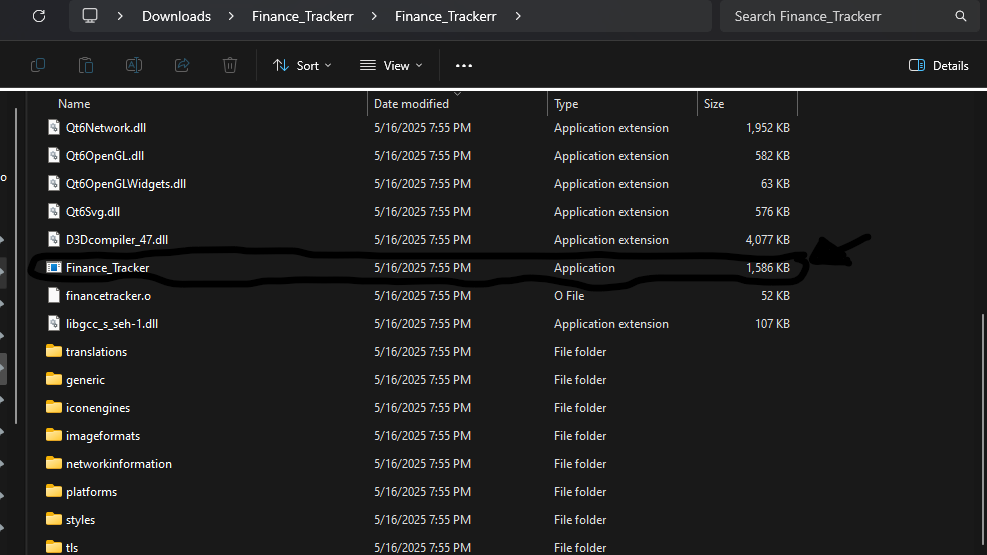 Downloads Finance_Trackerr Finance_Trackerr Search Finance_Trackerr
Sort View Details
Name Date modified Type Size
Qt6Network.dll 5/16/2025 7:55 PM Application extension 1,952 KB
Qt6OpenGL.dll 5/16/2025 7:55 PM Application extension 582 KB
Qt6OpenGLWidgets.dll 5/16/2025 7:55 PM Application extension 63 KB
Qt6Svg.dll 5/16/2025 7:55 PM Application extension 576 KB
D3Dcompiler_47.dll 5/16/2025 7:55 PM Application extension 4,077 KB
Finance_Tracker 5/16/2025 7:55 PM Application 1,586 KB
financetracker.o 5/16/2025 7:55 PM O File 52 KB
libgcc_s_seh-1.dll 5/16/2025 7:55 PM Application extension 107 KB
translations 5/16/2025 7:55 PM File folder
generic 5/16/2025 7:55 PM File folder
iconengines 5/16/2025 7:55 PM File folder
imageformats 5/16/2025 7:55 PM File folder
networkinformation 5/16/2025 7:55 PM File folder
platforms 5/16/2025 7:55 PM File folder
styles 5/16/2025 7:55 PM File folder
tls 5/16/2025 7:55 PM File folder